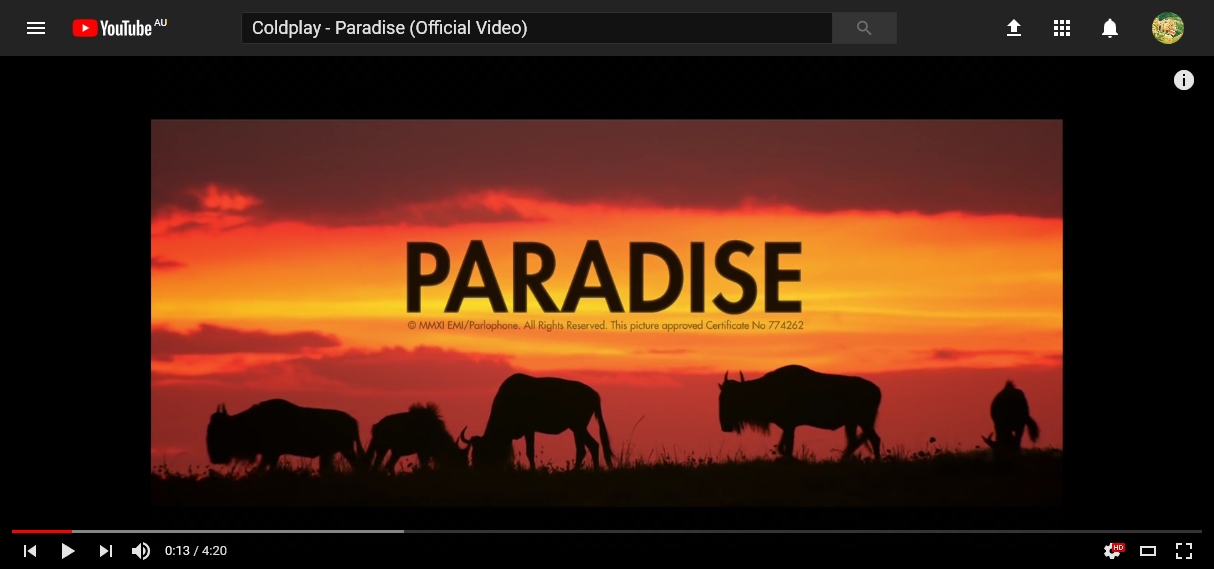 YouTube AU
Coldplay - Paradise (Official Video)
PARADISE
© MMXI EMI/Parlophone. All Rights Reserved. This picture approved Certificate No 774262
0:13 / 4:20
HD